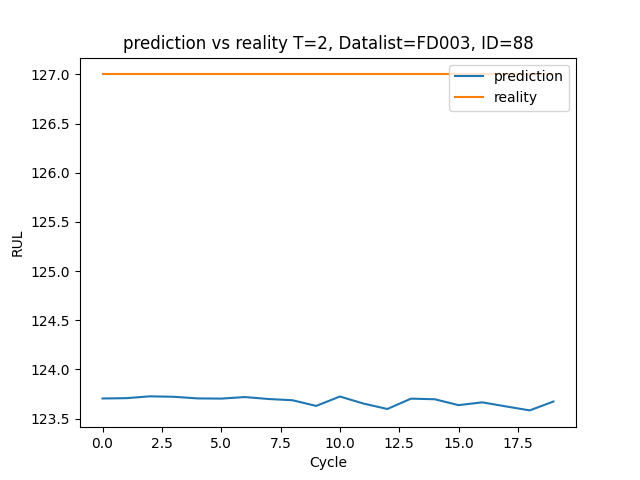 prediction vs reality T=2, Datalist=FD003, ID=88
127.0
126.5
126.0
125.5
125.0
124.5
124.0
123.5
RUL
prediction
reality
0.0 2.5 5.0 7.5 10.0 12.5 15.0 17.5
Cycle